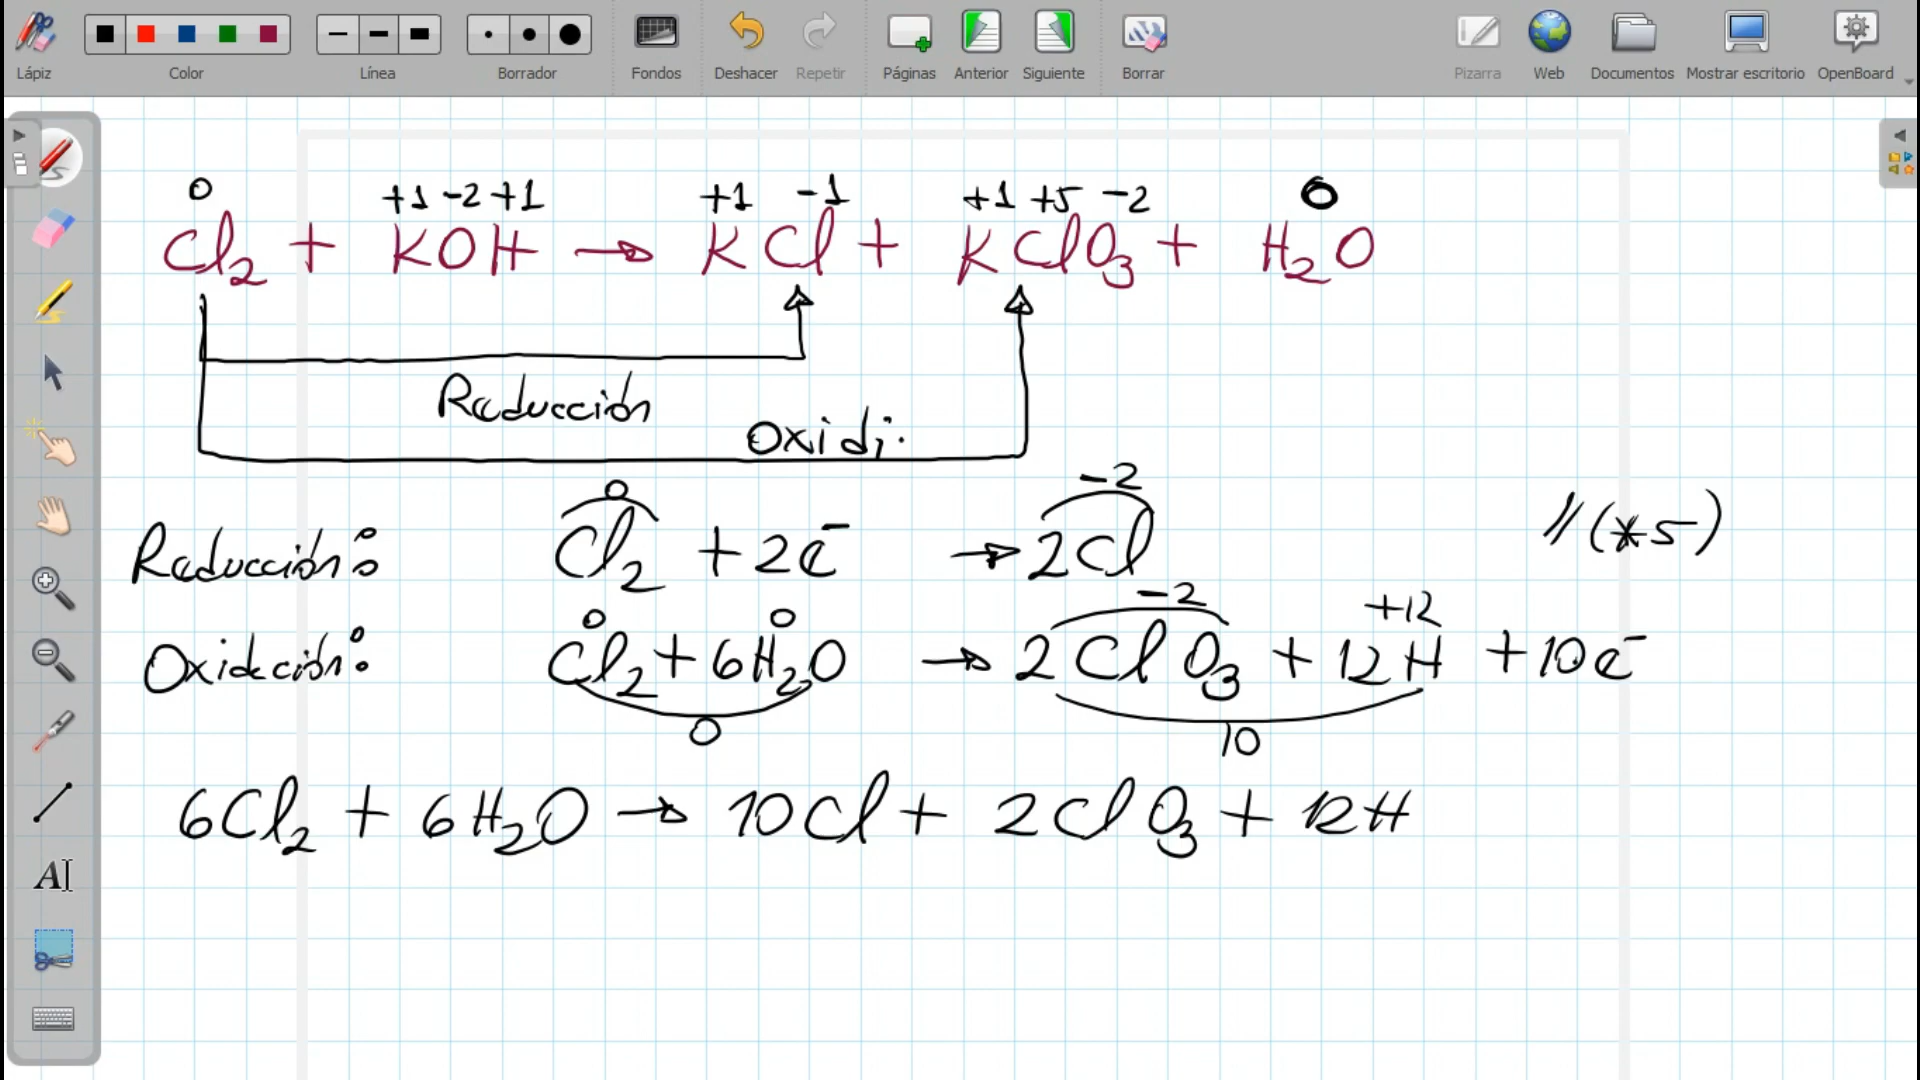 Lápiz Color Línea Borrador Fondos Deshacer Repetir Páginas Anterior Siguiente Borrar Pizarra Web Documentos Mostrar escritorio OpenBoard
0 +1 -2 +1 +1 -1 +1 +5 -2 0
Cl₂ + KOH → KCl + KClO₃ + H₂O
Reducción
Oxidi.
0 -2
Reducción: Cl₂ + 2e⁻ → 2Cl //(*5)
0 0 -2 +12
Oxidación: Cl₂ + 6H₂O → 2ClO₃ + 12H + 10e⁻
0 10
6Cl₂ + 6H₂O → 10Cl + 2ClO₃ + 12H